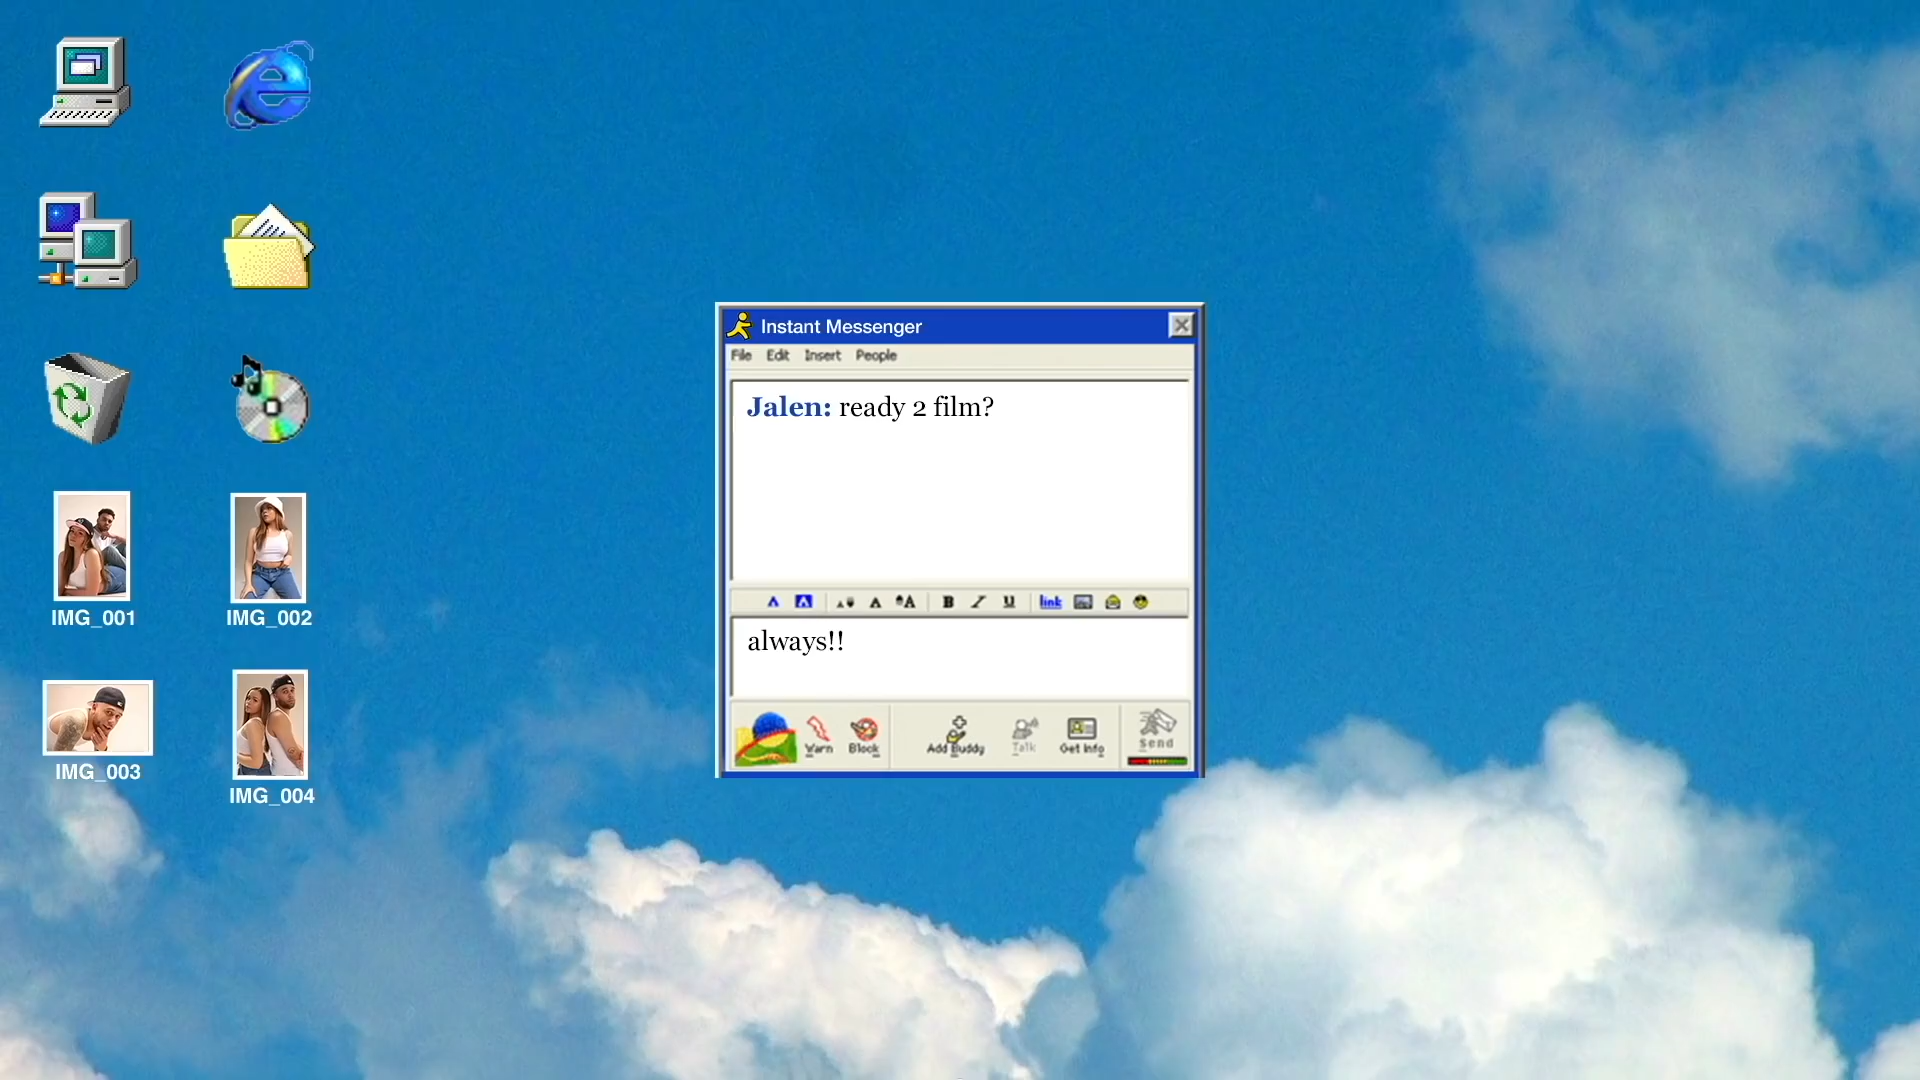 Instant Messenger
File Edit Insert People
Jalen: ready 2 film?
A A A A A B I U link
always!!
Warn Block Add Buddy Talk Get Info Send
IMG_001 IMG_002
IMG_003
IMG_004